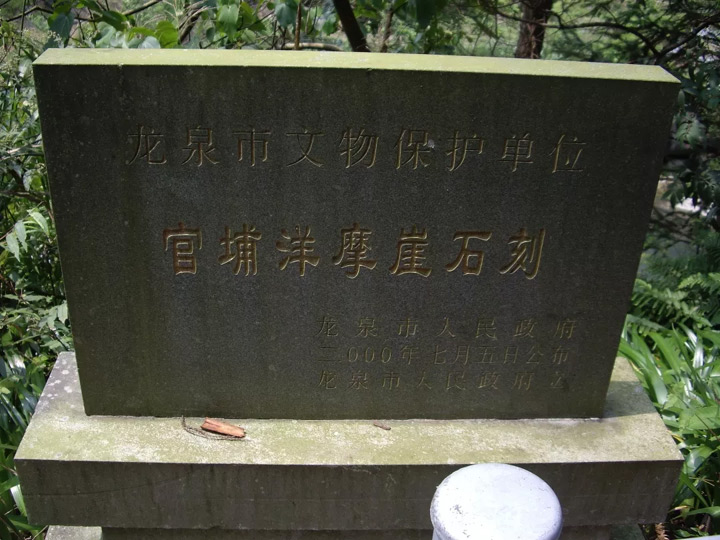 龙泉市文物保护单位
官埔洋摩崖石刻
龙泉市人民政府
二000年七月五日公布
龙泉市人民政府立